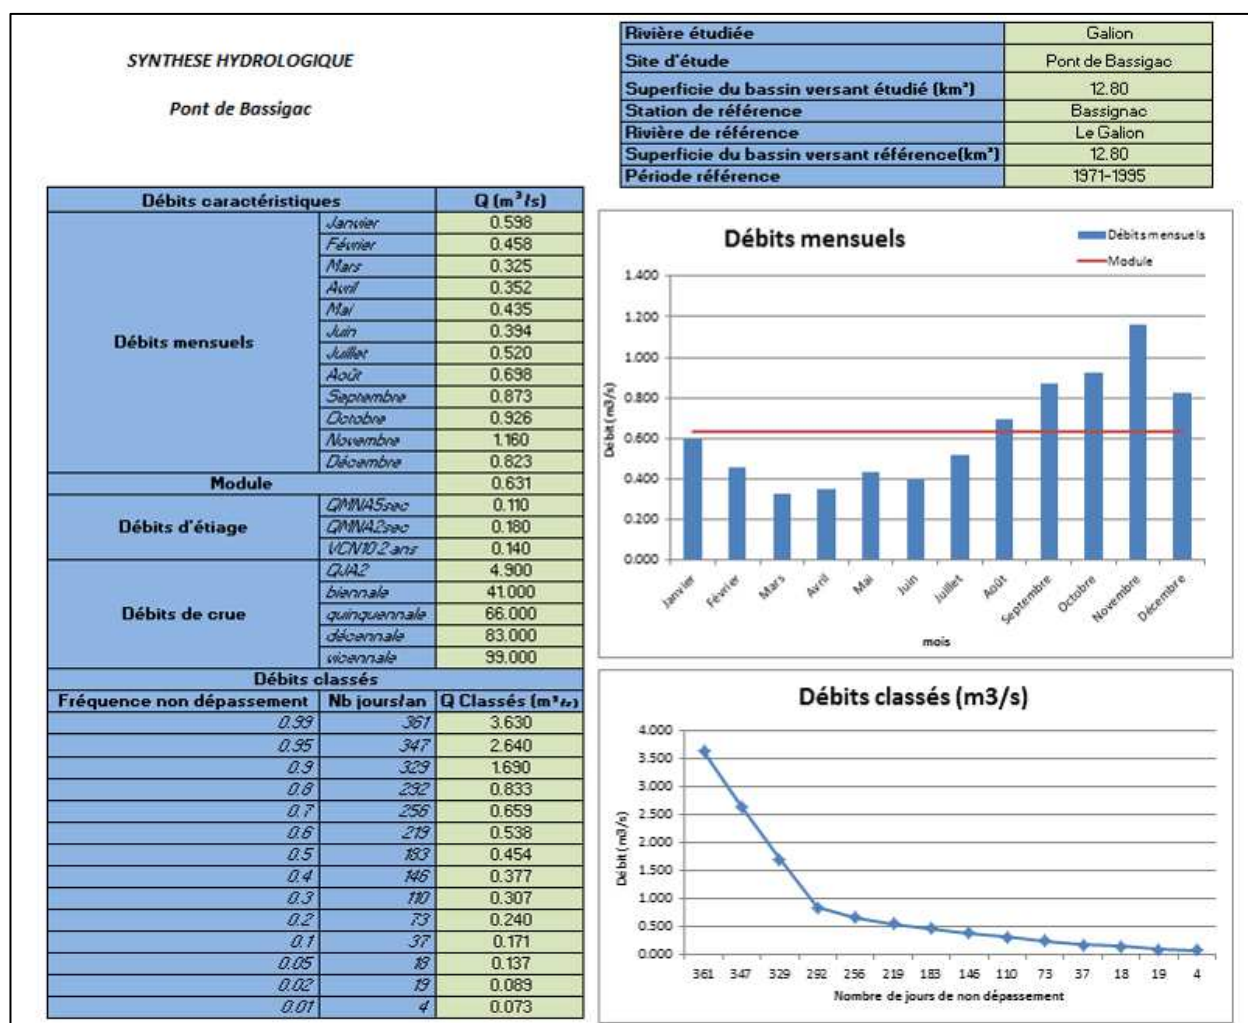 SYNTHESE HYDROLOGIQUE
Pont de Bassigac
Rivière étudiée Galion
Site d'étude Pont de Bassigac
Superficie du bassin versant étudié (km²) 12.80
Station de référence Bassignac
Rivière de référence Le Galion
Superficie du bassin versant référence(km²) 12.80
Période référence 1971-1995
Débits caractéristiques Q (m³/s)
Débits mensuels
Janvier 0.598
Février 0.458
Mars 0.325
Avril 0.352
Mai 0.435
Juin 0.394
Juillet 0.520
Août 0.698
Septembre 0.873
Octobre 0.926
Novembre 1.160
Décembre 0.823
Module 0.631
Débits d'étiage
QMNA5sec 0.110
QMNA2sec 0.180
VCN10 2 ans 0.140
Débits de crue
QJA2 4.900
biennale 41.000
quinquennale 66.000
décennale 83.000
vicennale 99.000
Débits classés
Fréquence non dépassement Nb jours/an Q Classés (m³/s)
0.99 361 3.630
0.95 347 2.640
0.9 329 1.690
0.8 292 0.833
0.7 256 0.659
0.6 219 0.538
0.5 183 0.454
0.4 146 0.377
0.3 110 0.307
0.2 73 0.240
0.1 37 0.171
0.05 18 0.137
0.02 19 0.089
0.01 4 0.073
Débits mensuels
Débits mensuels
Module
Débit (m3/s)
1.400
1.200
1.000
0.800
0.600
0.400
0.200
0.000
Janvier Février Mars Avril Mai Juin Juillet Août Septembre Octobre Novembre Décembre
mois
Débits classés (m3/s)
Débit (m3/s)
4.000
3.500
3.000
2.500
2.000
1.500
1.000
0.500
0.000
361 347 329 292 256 219 183 146 110 73 37 18 19 4
Nombre de jours de non dépassement